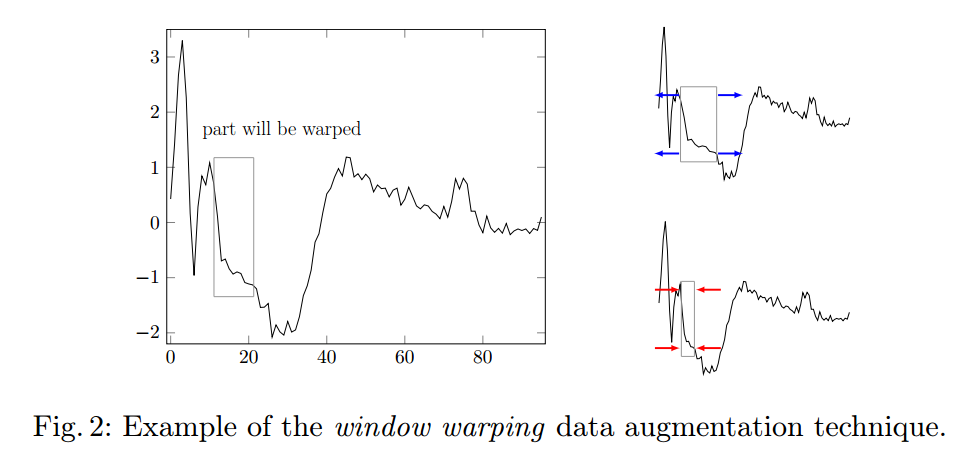 3
2
part will be warped
1
0
−1
−2
0 20 40 60 80
Fig. 2: Example of the window warping data augmentation technique.